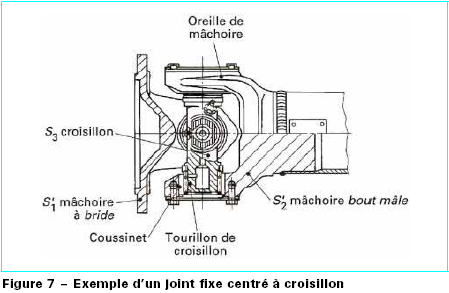 Oreille de
mâchoire
S₃ croisillon
S'₁ mâchoire
à bride
S'₂ mâchoire bout mâle
Coussinet
Tourillon de
croisillon
Figure 7 – Exemple d'un joint fixe centré à croisillon